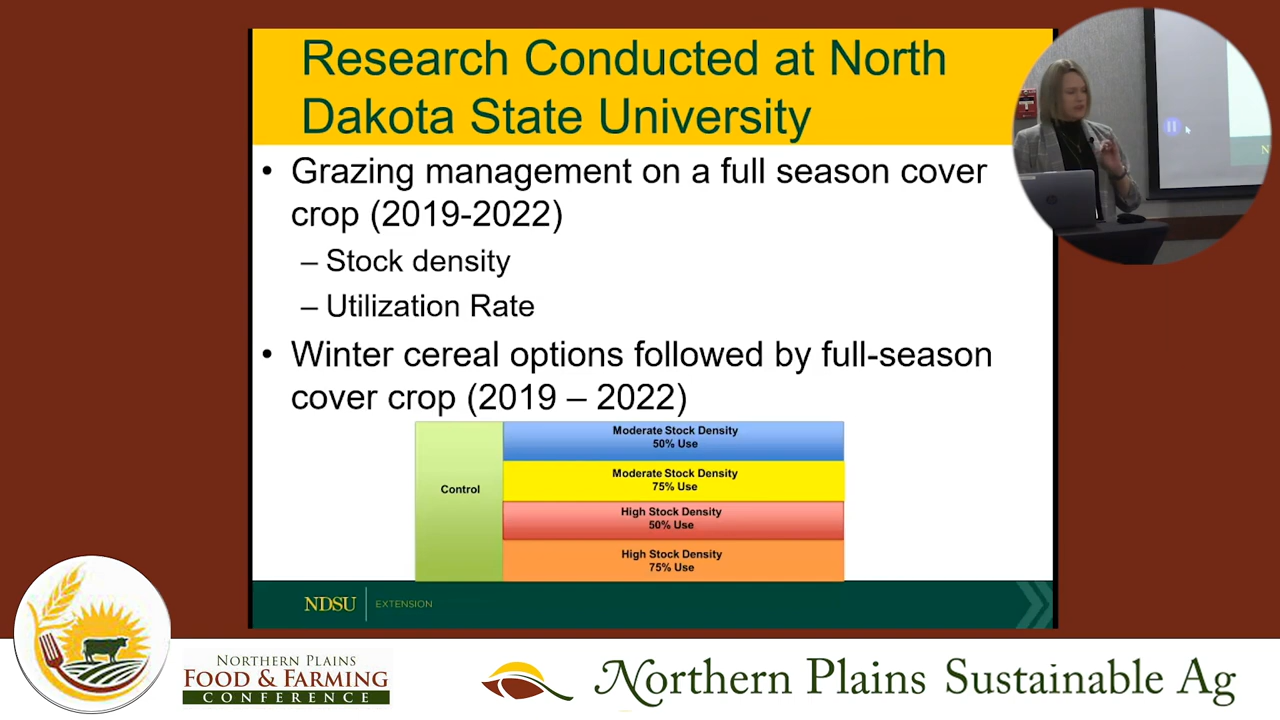 Research Conducted at North
Dakota State University
• Grazing management on a full season cover
crop (2019-2022)
– Stock density
– Utilization Rate
• Winter cereal options followed by full-season
cover crop (2019 – 2022)
Control
Moderate Stock Density
50% Use
Moderate Stock Density
75% Use
High Stock Density
50% Use
High Stock Density
75% Use
NDSU EXTENSION
NORTHERN PLAINS
FOOD & FARMING
CONFERENCE
Northern Plains Sustainable Ag